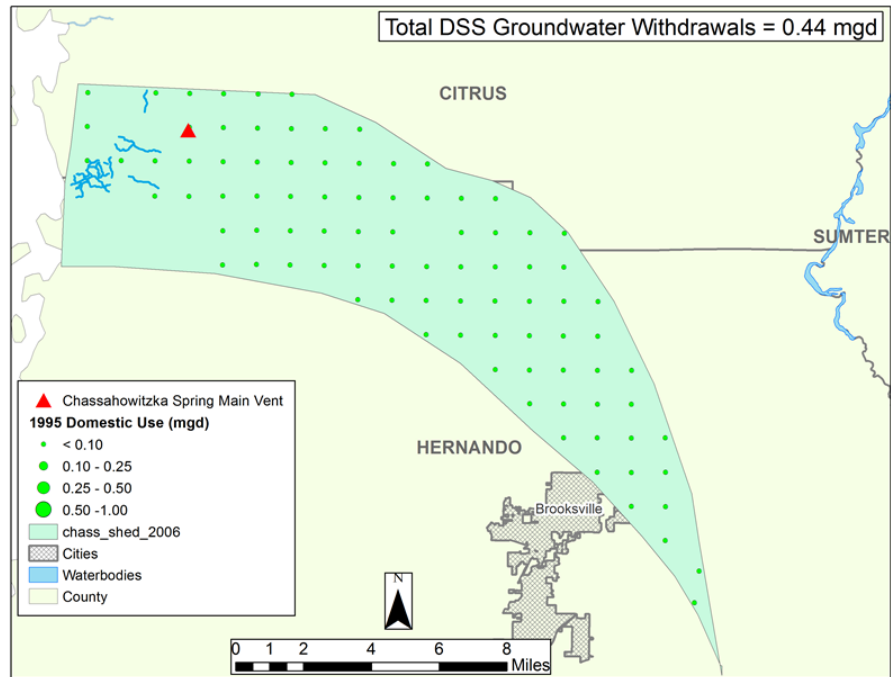 Total DSS Groundwater Withdrawals = 0.44 mgd
CITRUS
SUMTER
HERNANDO
Brooksville
Chassahowitzka Spring Main Vent
1995 Domestic Use (mgd)
< 0.10
0.10 - 0.25
0.25 - 0.50
0.50 -1.00
chass_shed_2006
Cities
Waterbodies
County
N
0 1 2 4 6 8
Miles